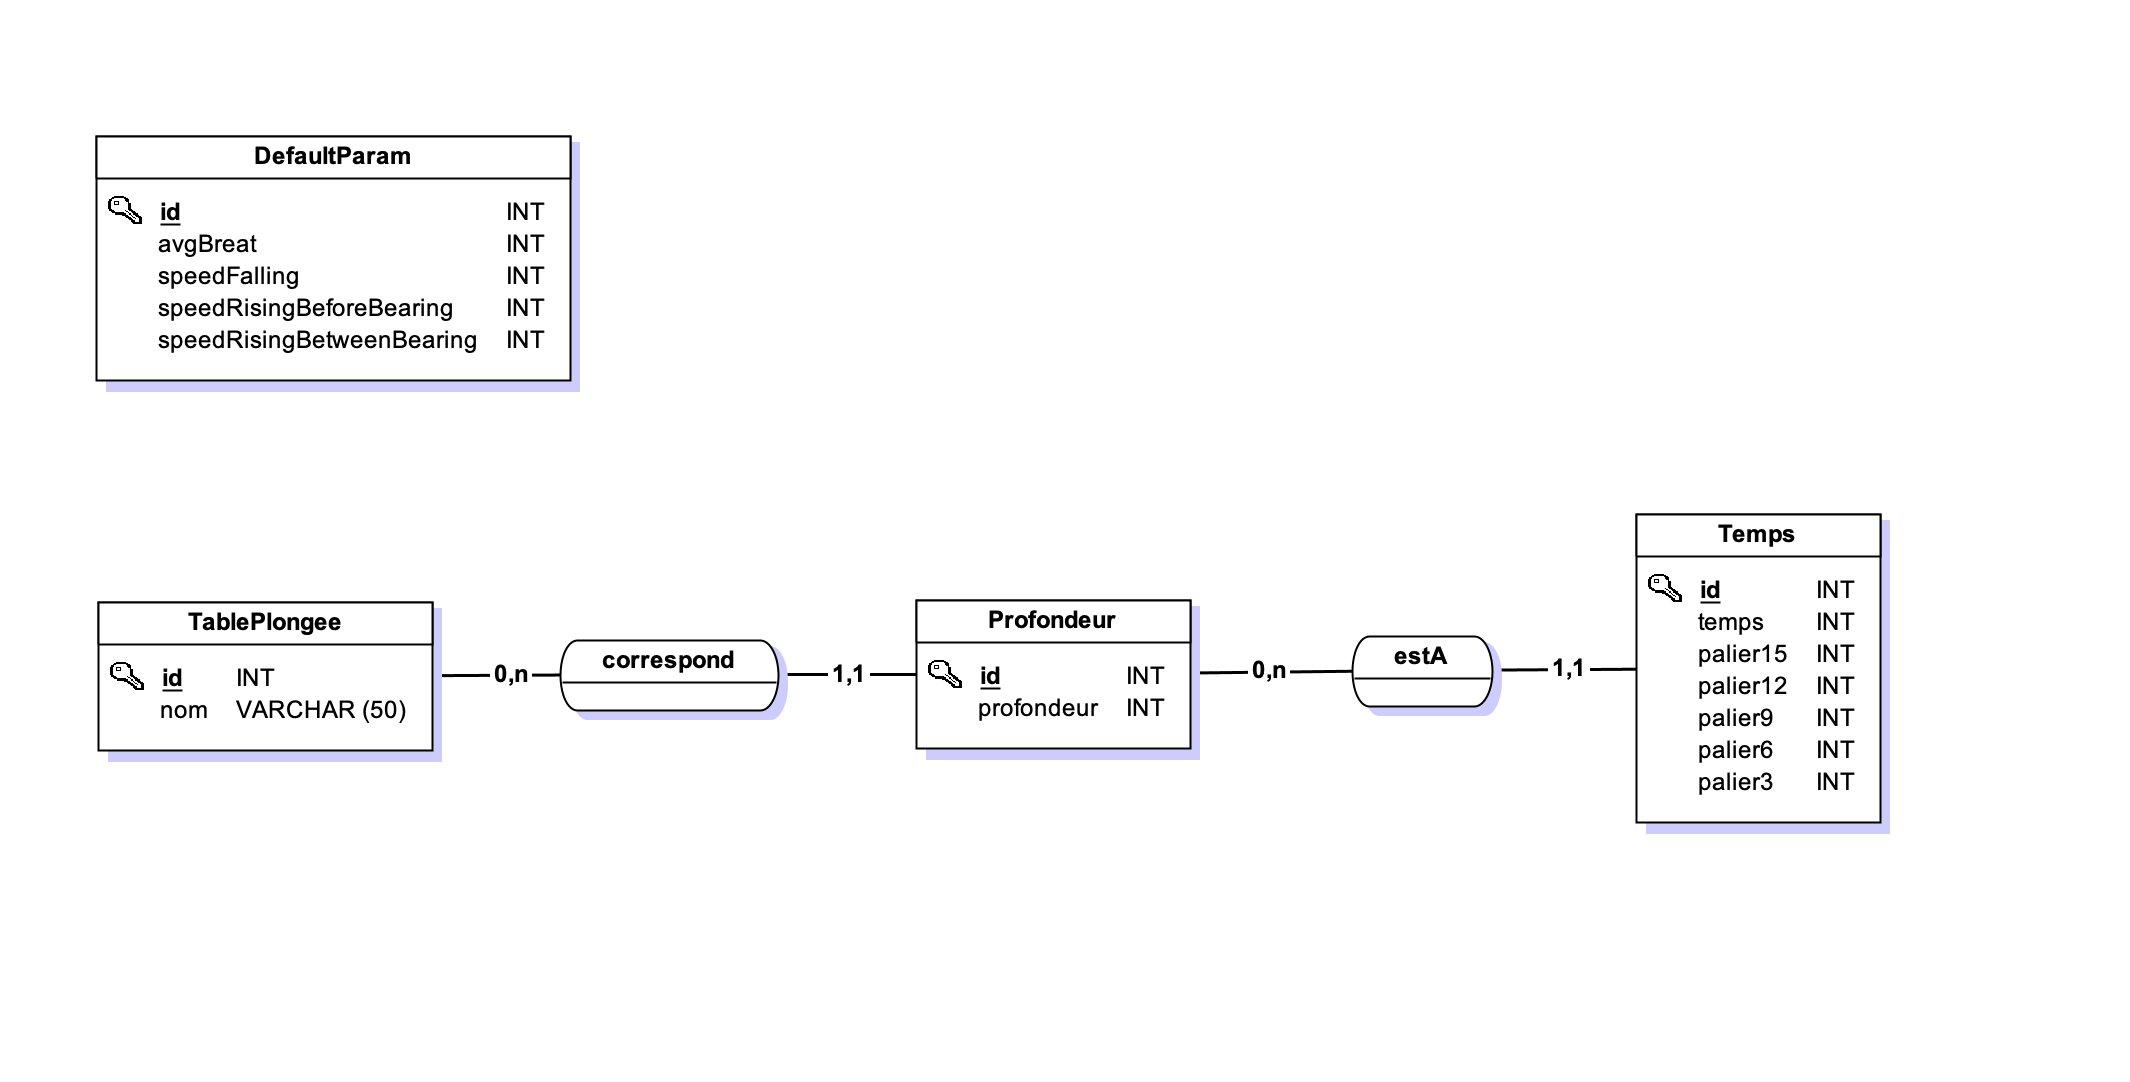 DefaultParam
id INT
avgBreat INT
speedFalling INT
speedRisingBeforeBearing INT
speedRisingBetweenBearing INT
TablePlongee
id INT
nom VARCHAR (50)
0,n
correspond
1,1
Profondeur
id INT
profondeur INT
0,n
estA
1,1
Temps
id INT
temps INT
palier15 INT
palier12 INT
palier9 INT
palier6 INT
palier3 INT